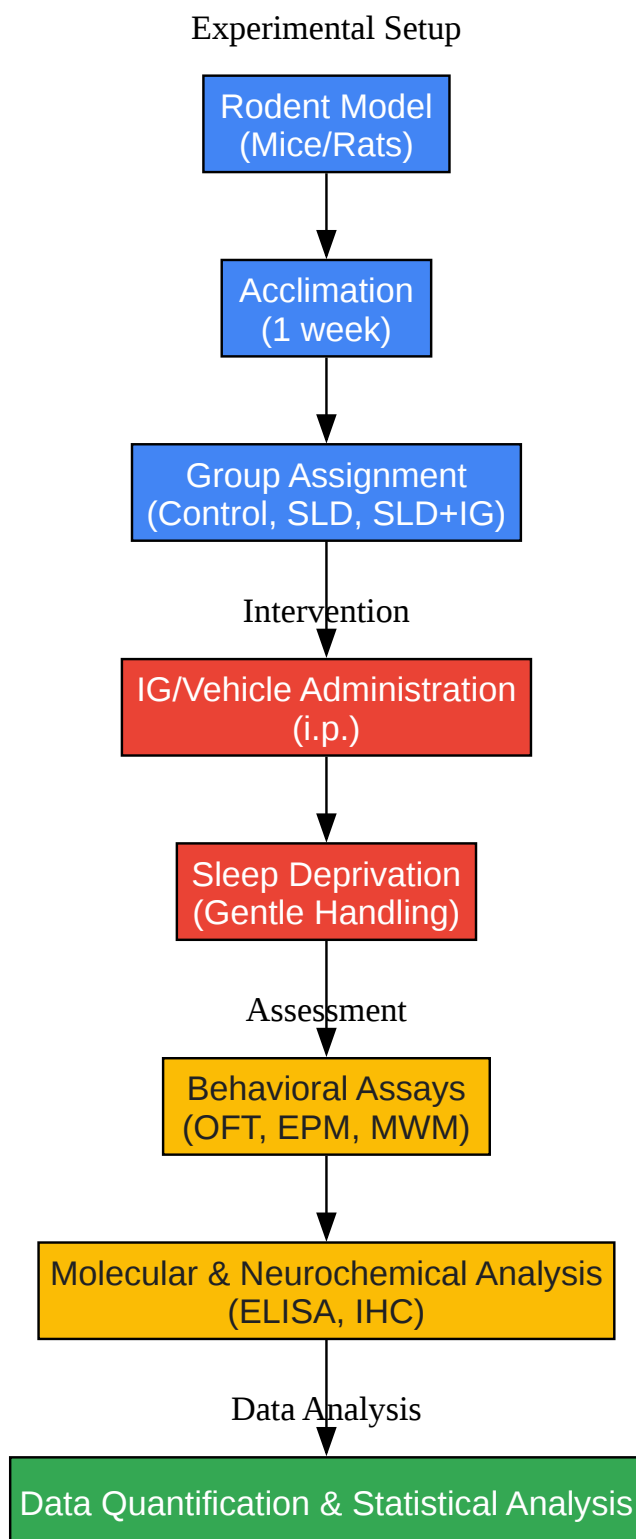 Experimental Setup
Rodent Model
(Mice/Rats)
Acclimation
(1 week)
Group Assignment
(Control, SLD, SLD+IG)
Intervention
IG/Vehicle Administration
(i.p.)
Sleep Deprivation
(Gentle Handling)
Assessment
Behavioral Assays
(OFT, EPM, MWM)
Molecular & Neurochemical Analysis
(ELISA, IHC)
Data Analysis
Data Quantification & Statistical Analysis